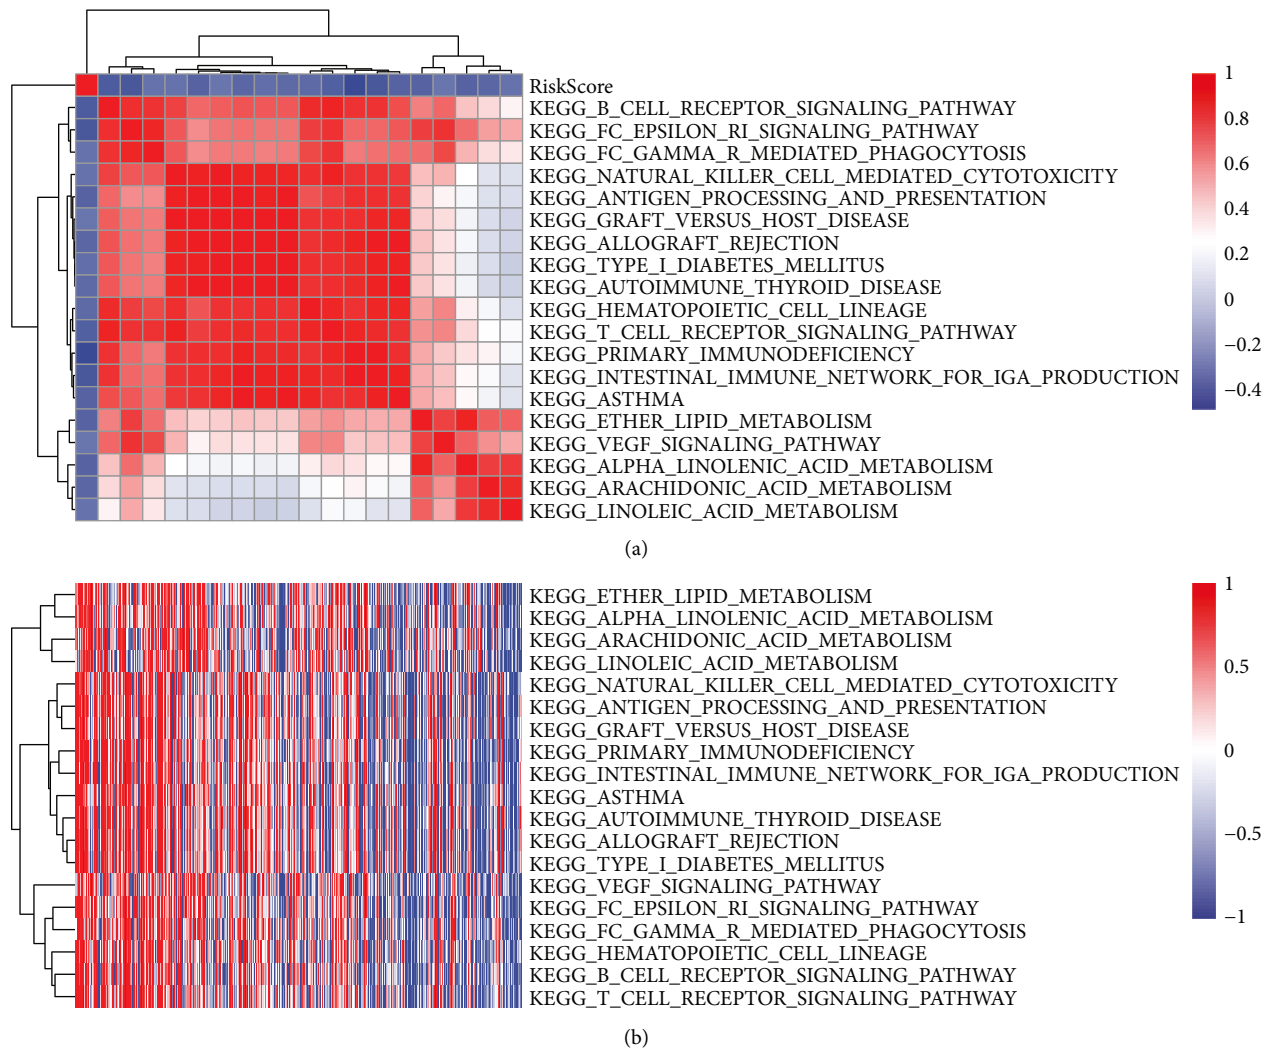 RiskScore
KEGG_B_CELL_RECEPTOR_SIGNALING_PATHWAY
KEGG_FC_EPSILON_RI_SIGNALING_PATHWAY
KEGG_FC_GAMMA_R_MEDIATED_PHAGOCYTOSIS
KEGG_NATURAL_KILLER_CELL_MEDIATED_CYTOTOXICITY
KEGG_ANTIGEN_PROCESSING_AND_PRESENTATION
KEGG_GRAFT_VERSUS_HOST_DISEASE
KEGG_ALLOGRAFT_REJECTION
KEGG_TYPE_I_DIABETES_MELLITUS
KEGG_AUTOIMMUNE_THYROID_DISEASE
KEGG_HEMATOPOIETIC_CELL_LINEAGE
KEGG_T_CELL_RECEPTOR_SIGNALING_PATHWAY
KEGG_PRIMARY_IMMUNODEFICIENCY
KEGG_INTESTINAL_IMMUNE_NETWORK_FOR_IGA_PRODUCTION
KEGG_ASTHMA
KEGG_ETHER_LIPID_METABOLISM
KEGG_VEGF_SIGNALING_PATHWAY
KEGG_ALPHA_LINOLENIC_ACID_METABOLISM
KEGG_ARACHIDONIC_ACID_METABOLISM
KEGG_LINOLEIC_ACID_METABOLISM
1
0.8
0.6
0.4
0.2
0
−0.2
−0.4
(a)
KEGG_ETHER_LIPID_METABOLISM
KEGG_ALPHA_LINOLENIC_ACID_METABOLISM
KEGG_ARACHIDONIC_ACID_METABOLISM
KEGG_LINOLEIC_ACID_METABOLISM
KEGG_NATURAL_KILLER_CELL_MEDIATED_CYTOTOXICITY
KEGG_ANTIGEN_PROCESSING_AND_PRESENTATION
KEGG_GRAFT_VERSUS_HOST_DISEASE
KEGG_PRIMARY_IMMUNODEFICIENCY
KEGG_INTESTINAL_IMMUNE_NETWORK_FOR_IGA_PRODUCTION
KEGG_ASTHMA
KEGG_AUTOIMMUNE_THYROID_DISEASE
KEGG_ALLOGRAFT_REJECTION
KEGG_TYPE_I_DIABETES_MELLITUS
KEGG_VEGF_SIGNALING_PATHWAY
KEGG_FC_EPSILON_RI_SIGNALING_PATHWAY
KEGG_FC_GAMMA_R_MEDIATED_PHAGOCYTOSIS
KEGG_HEMATOPOIETIC_CELL_LINEAGE
KEGG_B_CELL_RECEPTOR_SIGNALING_PATHWAY
KEGG_T_CELL_RECEPTOR_SIGNALING_PATHWAY
1
0.5
0
−0.5
−1
(b)